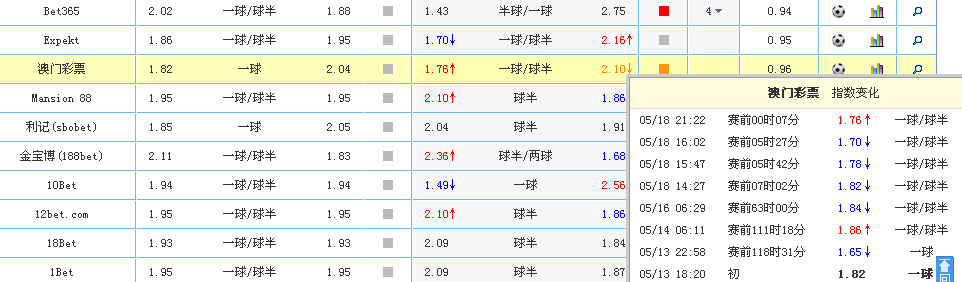 Bet365 2.02 一球/球半 1.88 1.43 半球/一球 2.75 4 0.94
Expekt 1.86 一球/球半 1.95 1.70↓ 一球/球半 2.16↑ 0.95
澳门彩票 1.82 一球 2.04 1.76↑ 一球/球半 2.10↓ 0.96
Mansion 88 1.95 一球/球半 1.95 2.10↑ 球半 1.86
利记(sbobet) 1.85 一球 2.05 2.04 球半 1.91
金宝博(188bet) 2.11 一球/球半 1.83 2.36↑ 球半/两球 1.68
10Bet 1.94 一球/球半 1.94 1.49↓ 一球 2.56
12bet.com 1.95 一球/球半 1.95 2.10↑ 球半 1.86
18Bet 1.93 一球/球半 1.93 2.09 球半 1.84
1Bet 1.95 一球/球半 1.95 2.09 球半 1.87
澳门彩票 指数变化
05/18 21:22 赛前00时07分 1.76↑ 一球/球半
05/18 16:02 赛前05时27分 1.70↓ 一球/球半
05/18 15:47 赛前05时42分 1.78↓ 一球/球半
05/18 14:27 赛前07时02分 1.82↓ 一球/球半
05/16 06:29 赛前63时00分 1.84↓ 一球/球半
05/14 06:11 赛前111时18分 1.86↑ 一球/球半
05/13 22:58 赛前118时31分 1.65↓ 一球
05/13 18:20 初 1.82 一球